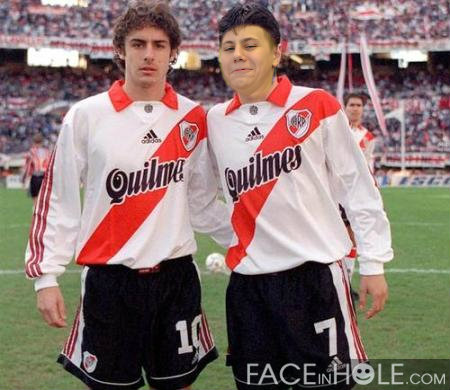 adidas
adidas
Quilmes
Quilmes
10
7
FACEINHOLE.COM